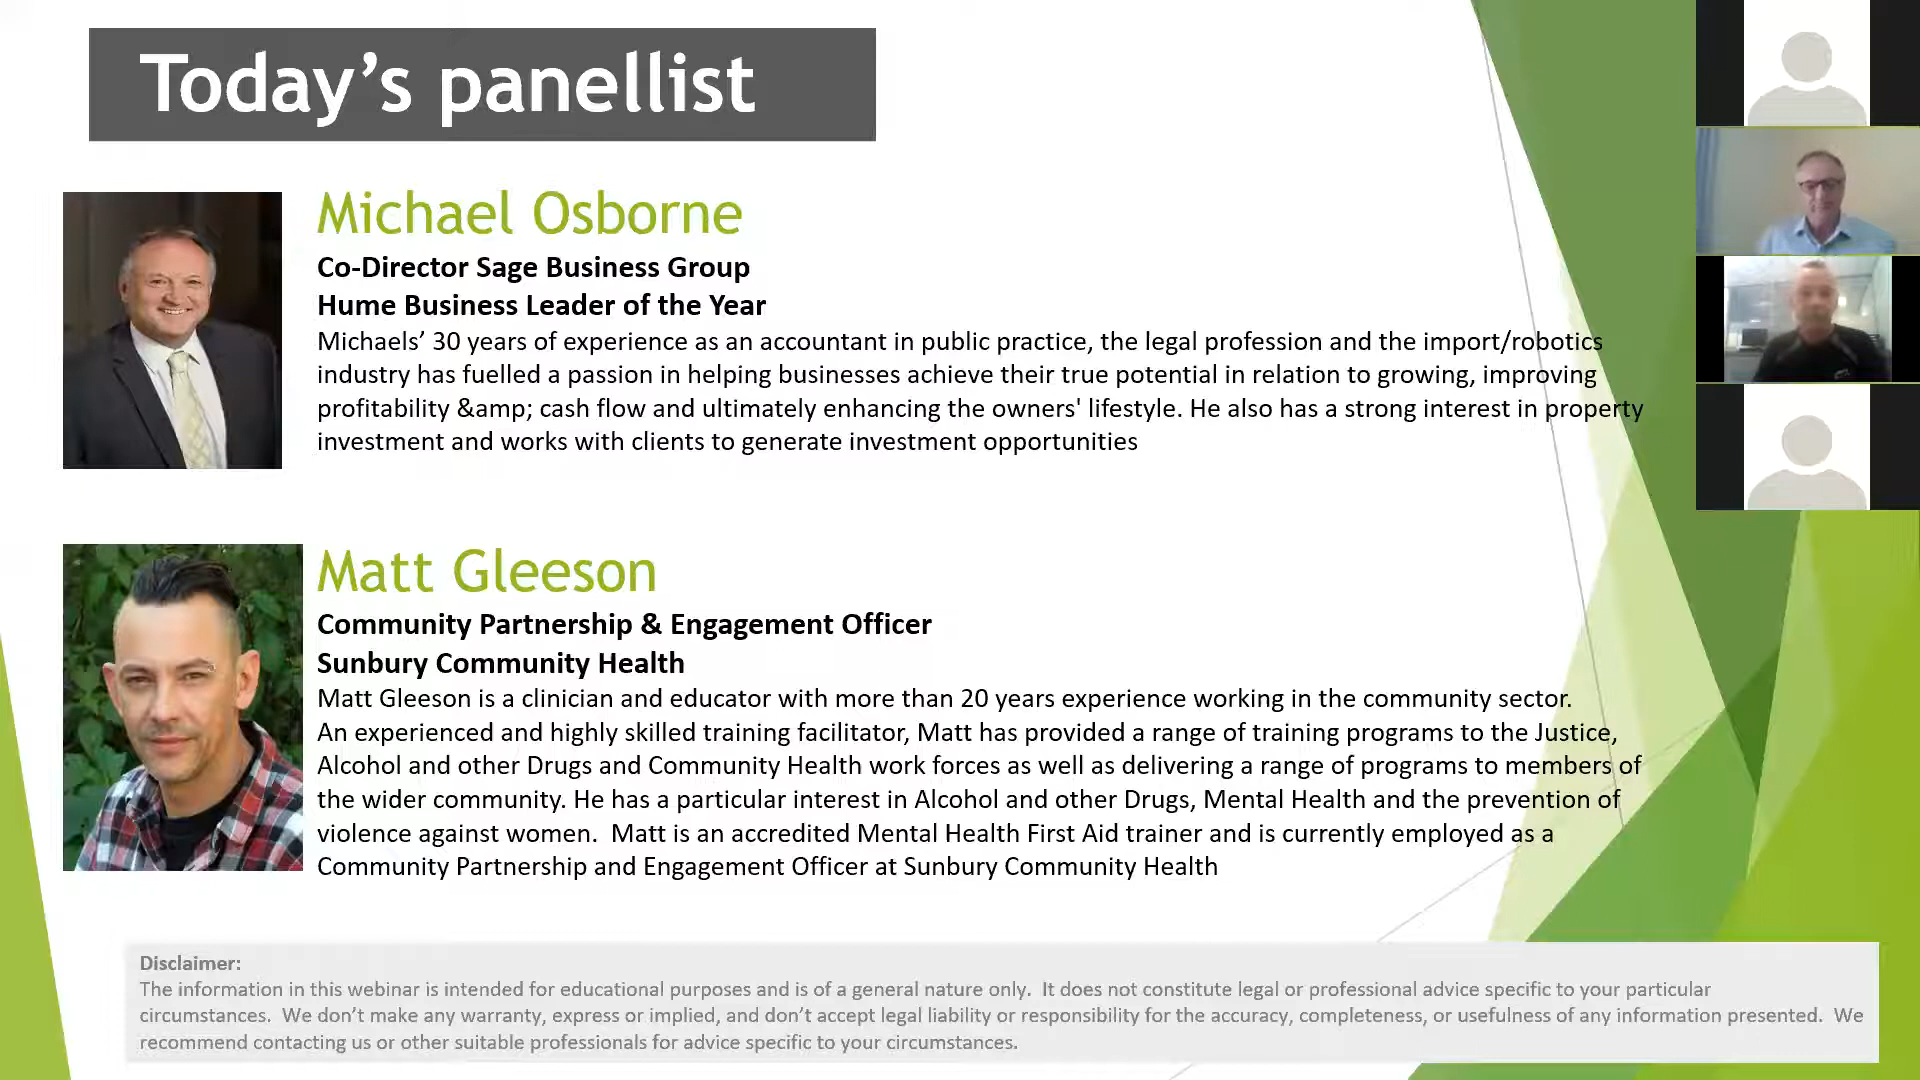 Today’s panellist
Michael Osborne
Co-Director Sage Business Group
Hume Business Leader of the Year
Michaels’ 30 years of experience as an accountant in public practice, the legal profession and the import/robotics
industry has fuelled a passion in helping businesses achieve their true potential in relation to growing, improving
profitability &amp; cash flow and ultimately enhancing the owners' lifestyle. He also has a strong interest in property
investment and works with clients to generate investment opportunities
Matt Gleeson
Community Partnership & Engagement Officer
Sunbury Community Health
Matt Gleeson is a clinician and educator with more than 20 years experience working in the community sector.
An experienced and highly skilled training facilitator, Matt has provided a range of training programs to the Justice,
Alcohol and other Drugs and Community Health work forces as well as delivering a range of programs to members of
the wider community. He has a particular interest in Alcohol and other Drugs, Mental Health and the prevention of
violence against women.  Matt is an accredited Mental Health First Aid trainer and is currently employed as a
Community Partnership and Engagement Officer at Sunbury Community Health
Disclaimer:
The information in this webinar is intended for educational purposes and is of a general nature only.  It does not constitute legal or professional advice specific to your particular
circumstances.  We don’t make any warranty, express or implied, and don’t accept legal liability or responsibility for the accuracy, completeness, or usefulness of any information presented.  We
recommend contacting us or other suitable professionals for advice specific to your circumstances.